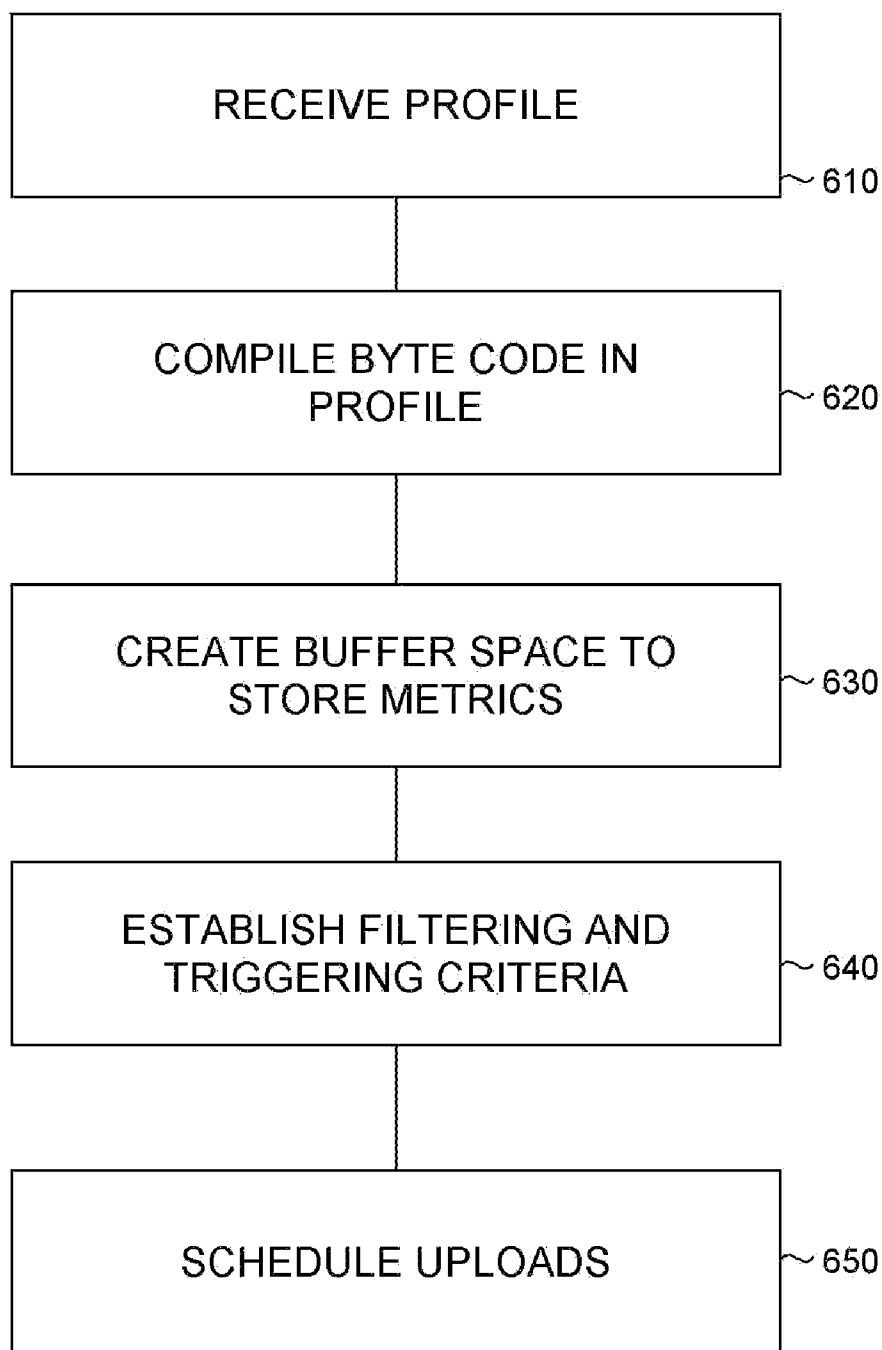 RECEIVE PROFILE
610
COMPILE BYTE CODE IN
PROFILE
620
CREATE BUFFER SPACE TO
STORE METRICS
630
ESTABLISH FILTERING AND
TRIGGERING CRITERIA
640
SCHEDULE UPLOADS
650